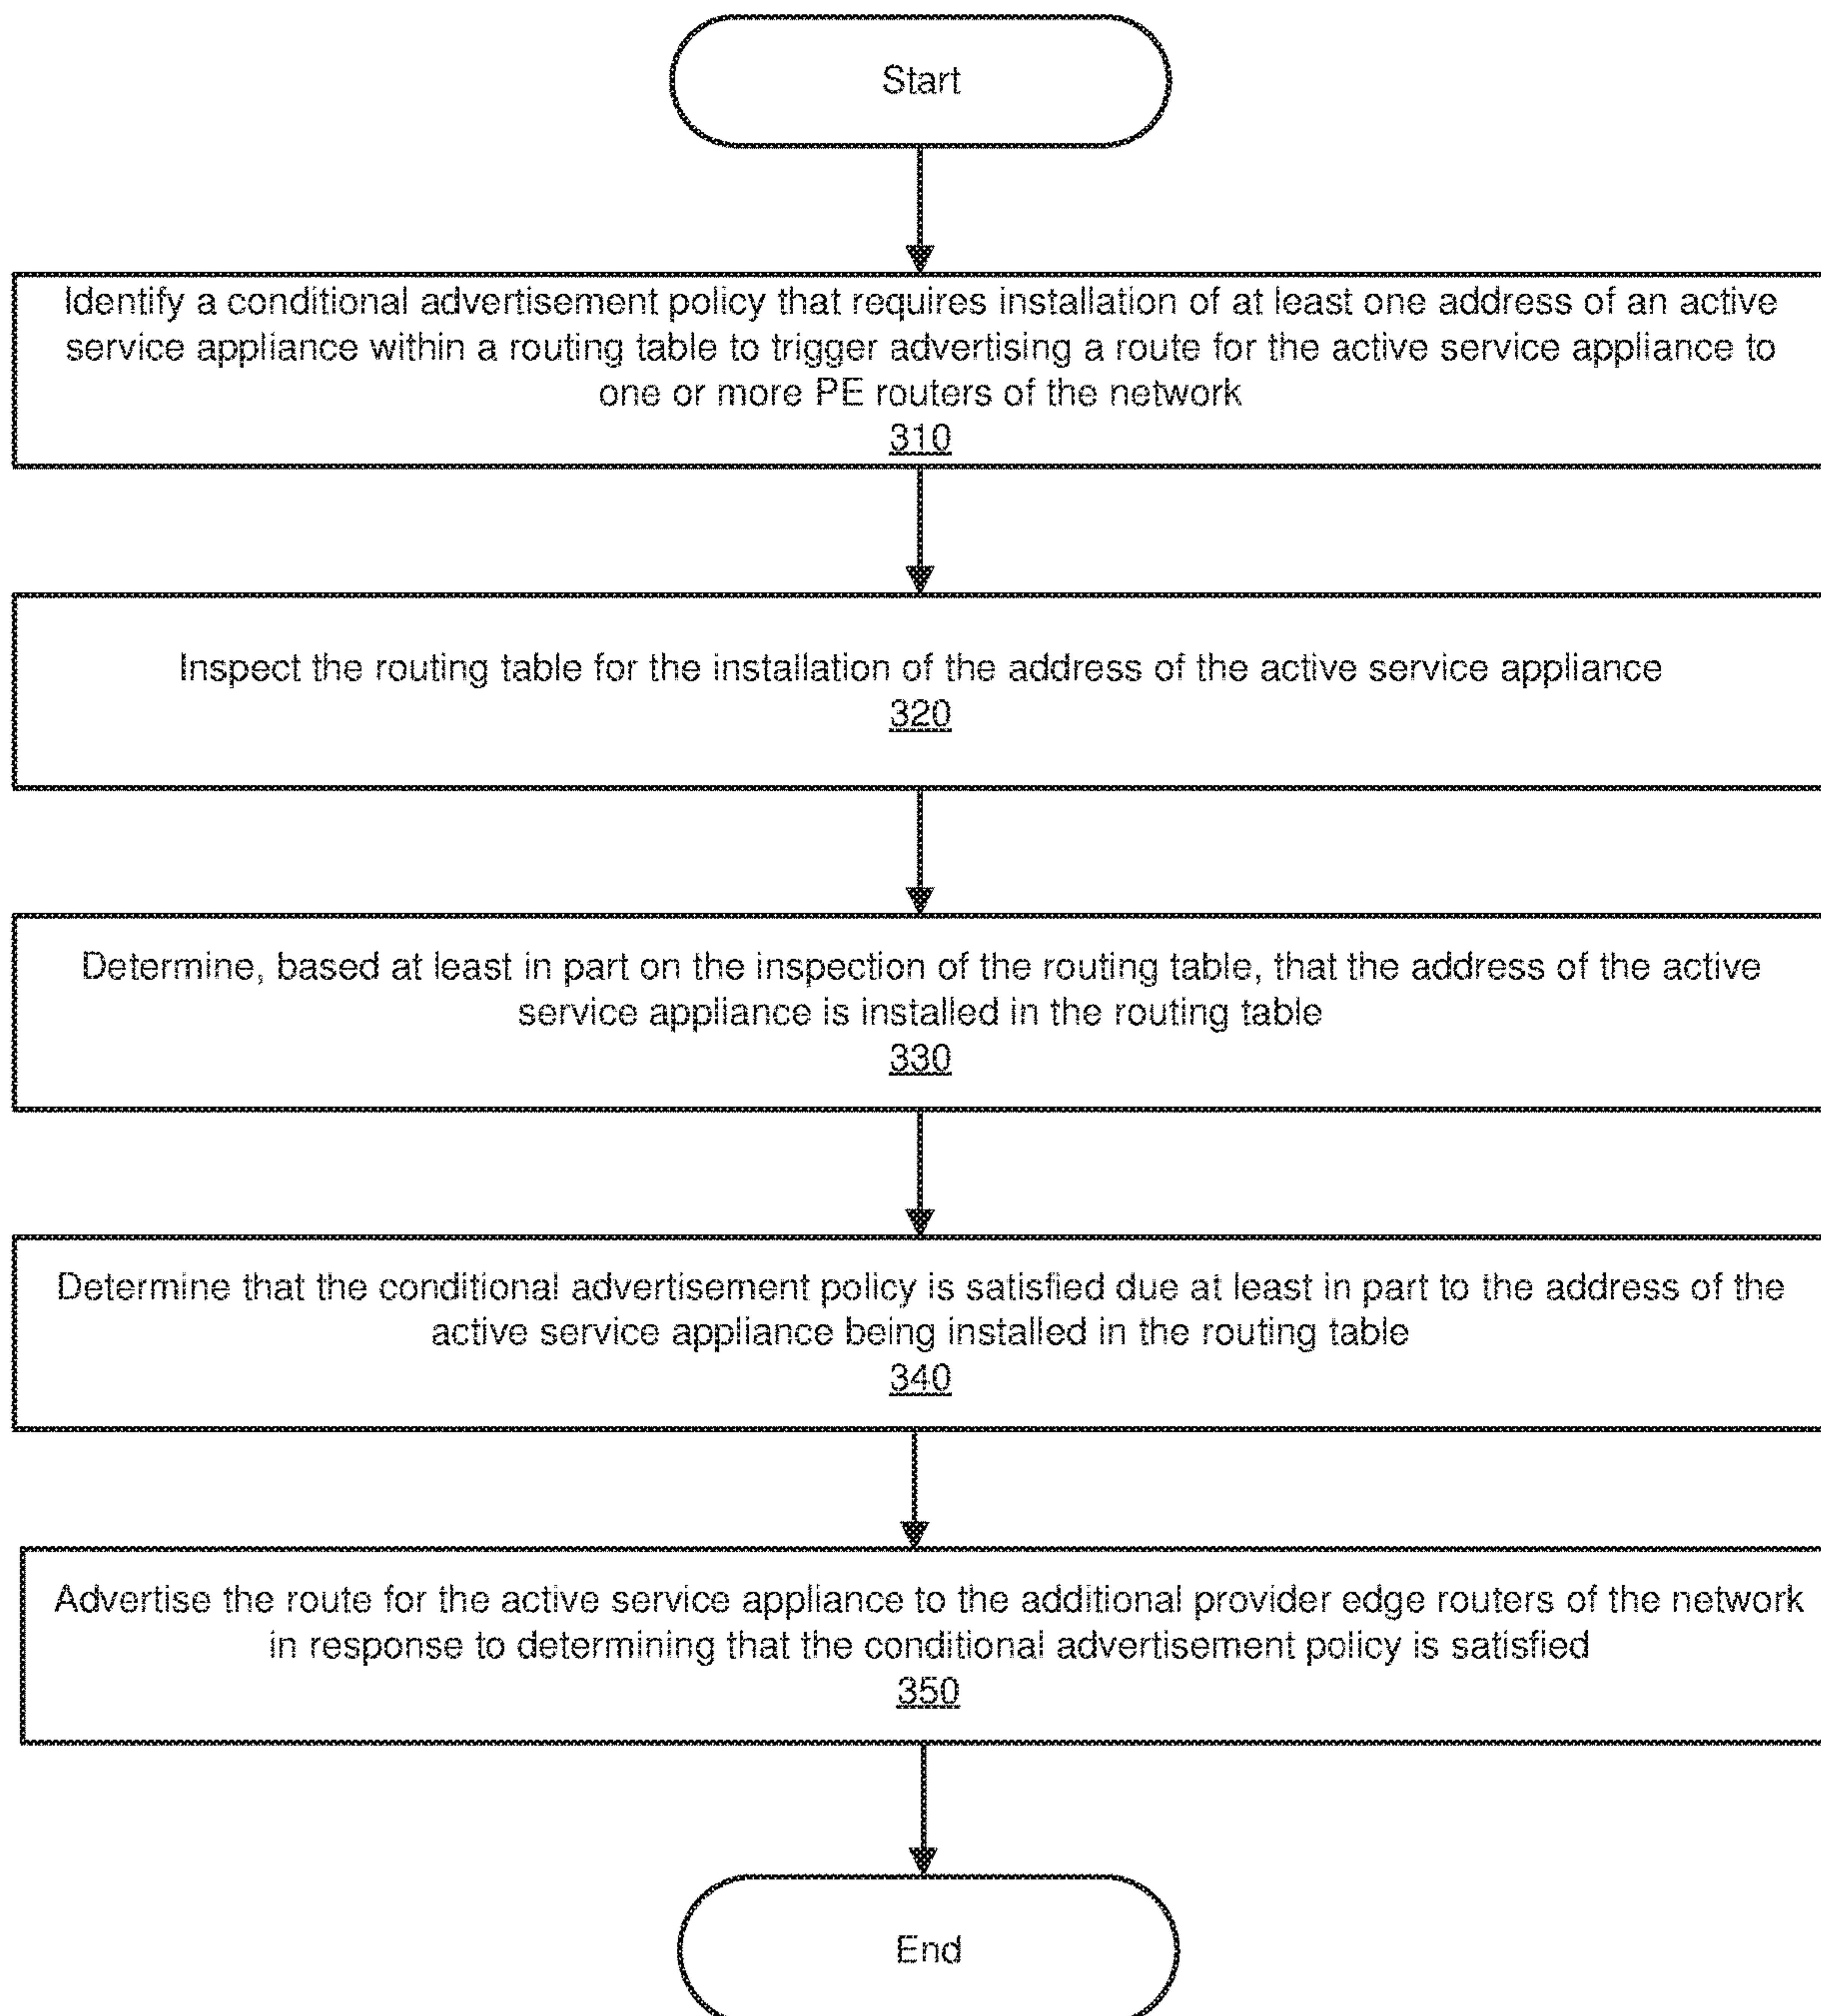 Start
Identify a conditional advertisement policy that requires installation of at least one address of an active
service appliance within a routing table to trigger advertising a route for the active service appliance to
one or more PE routers of the network
310
Inspect the routing table for the installation of the address of the active service appliance
320
Determine, based at least in part on the inspection of the routing table, that the address of the active
service appliance is installed in the routing table
330
Determine that the conditional advertisement policy is satisfied due at least in part to the address of the
active service appliance being installed in the routing table
340
Advertise the route for the active service appliance to the additional provider edge routers of the network
in response to determining that the conditional advertisement policy is satisfied
350
End